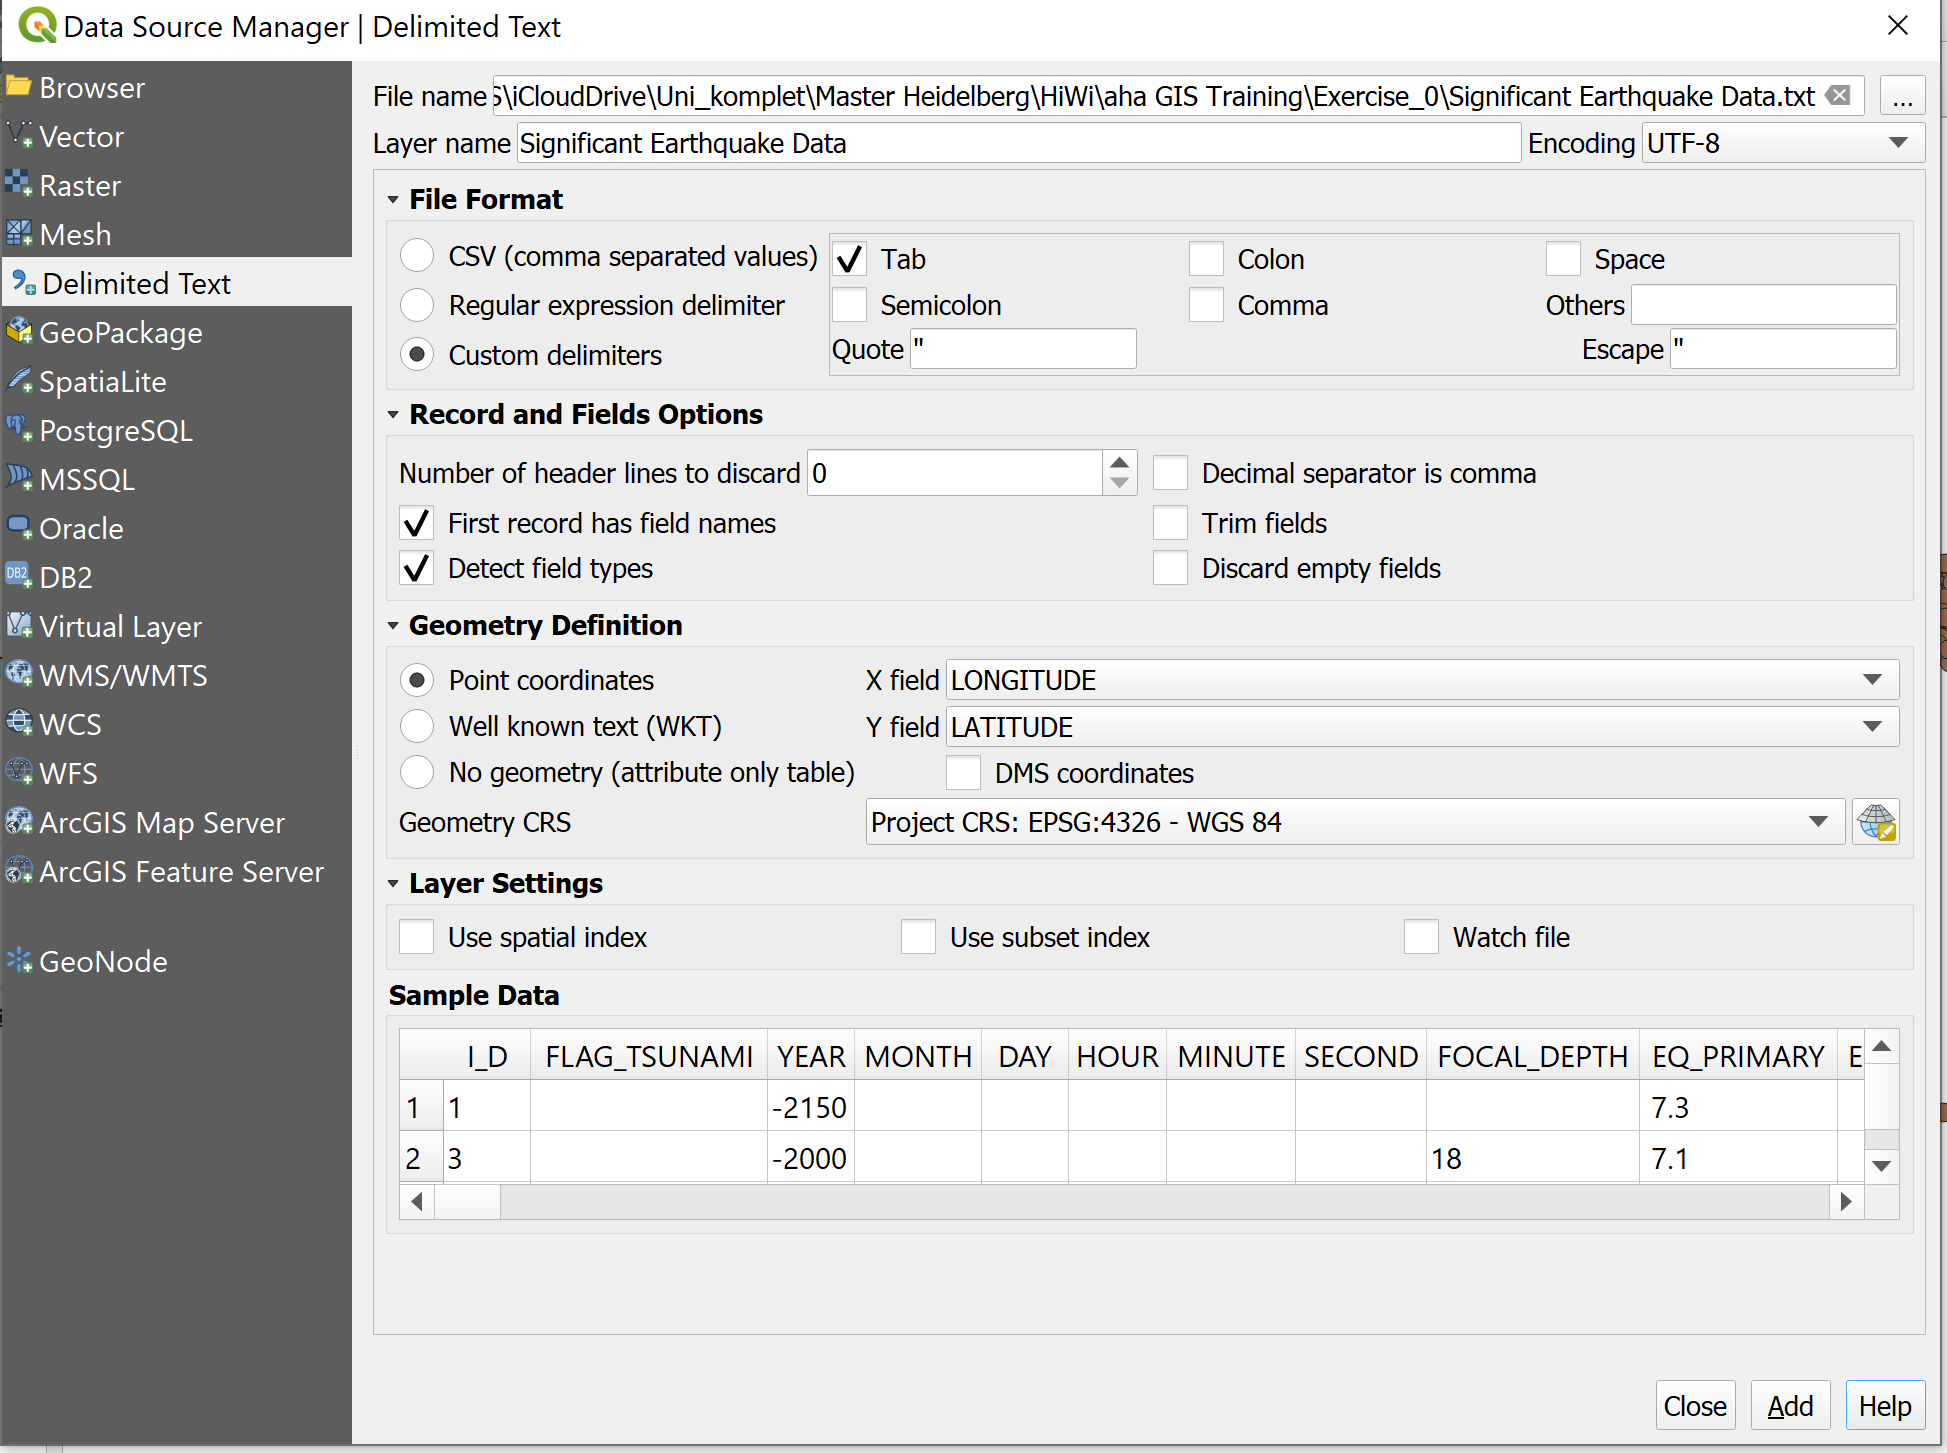 Data Source Manager | Delimited Text
Browser
Vector
Raster
Mesh
Delimited Text
GeoPackage
SpatiaLite
PostgreSQL
MSSQL
Oracle
DB2
Virtual Layer
WMS/WMTS
WCS
WFS
ArcGIS Map Server
ArcGIS Feature Server
GeoNode
File name S\iCloudDrive\Uni_komplet\Master Heidelberg\HiWi\aha GIS Training\Exercise_0\Significant Earthquake Data.txt ...
Layer name Significant Earthquake Data Encoding UTF-8
File Format
CSV (comma separated values) Tab Colon Space
Regular expression delimiter Semicolon Comma Others
Custom delimiters Quote " Escape "
Record and Fields Options
Number of header lines to discard 0 Decimal separator is comma
First record has field names Trim fields
Detect field types Discard empty fields
Geometry Definition
Point coordinates X field LONGITUDE
Well known text (WKT) Y field LATITUDE
No geometry (attribute only table) DMS coordinates
Geometry CRS Project CRS: EPSG:4326 - WGS 84
Layer Settings
Use spatial index Use subset index Watch file
Sample Data
I_D FLAG_TSUNAMI YEAR MONTH DAY HOUR MINUTE SECOND FOCAL_DEPTH EQ_PRIMARY E
1 1 -2150 7.3
2 3 -2000 18 7.1
Close Add Help